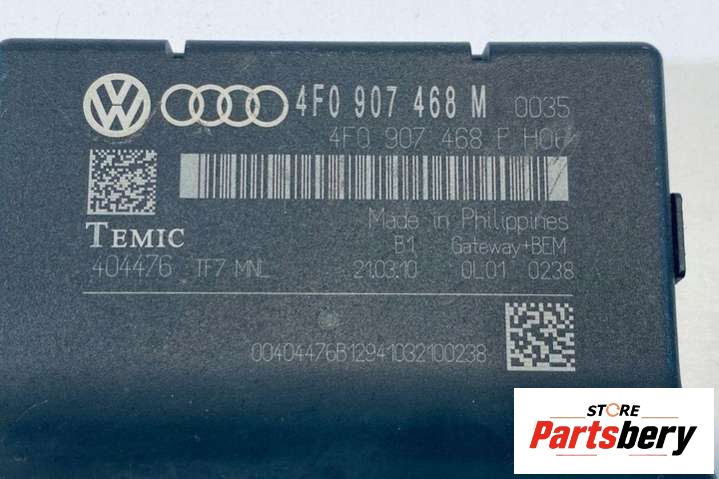 4F0 907 468 M 0035
4F0 907 468 F H06
TEMIC
Made in Philippines
B1 Gateway+BEM
404476 TF7 MNL 21.03.10 0L01 0238
00404476B12941032100238
STORE
Partsbery